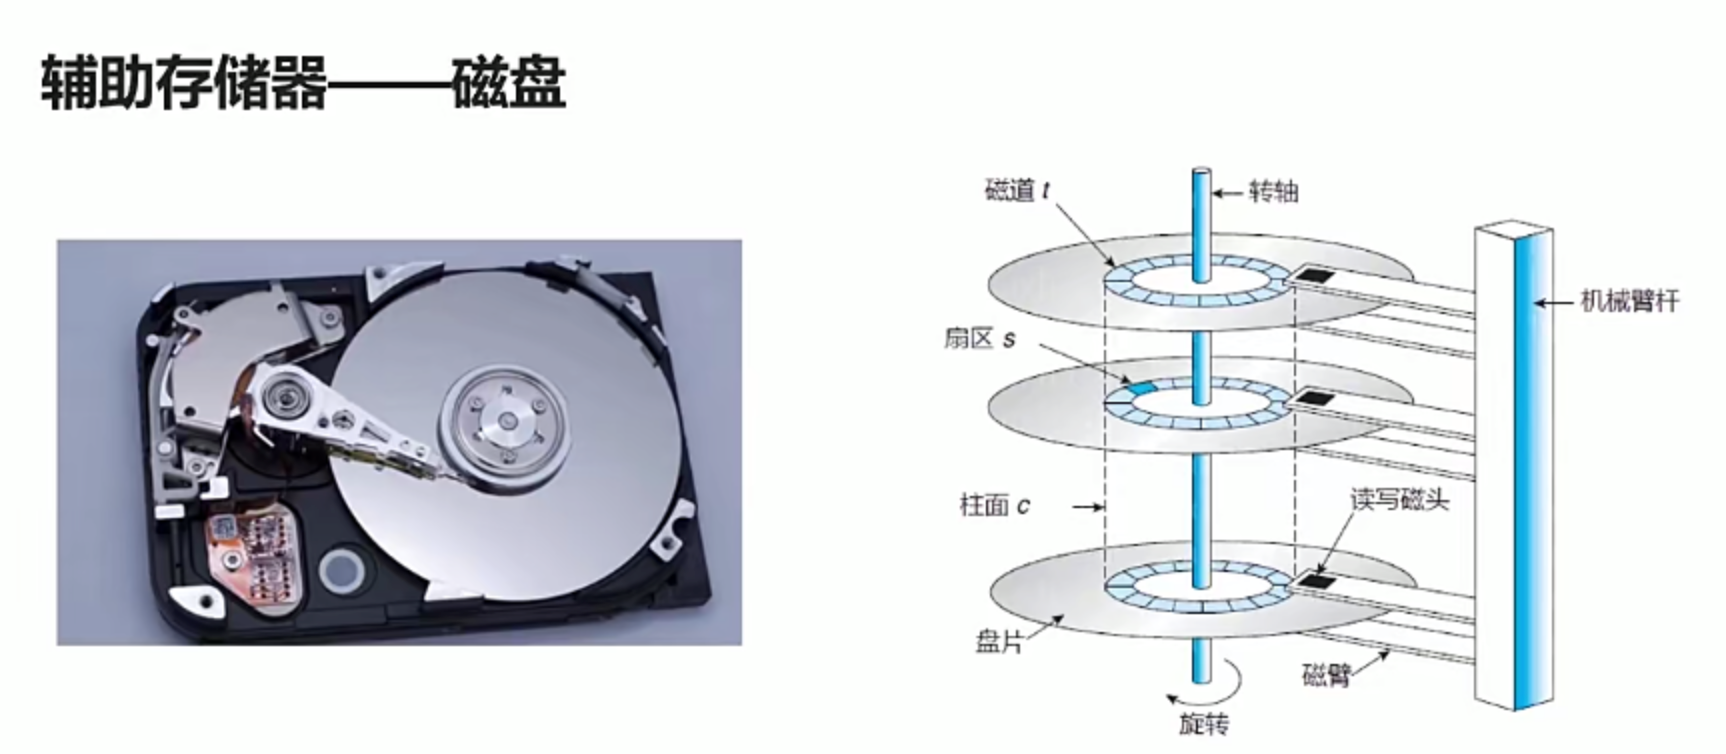 辅助存储器——磁盘
磁道 t
转轴
机械臂杆
扇区 s
柱面 c
读写磁头
盘片
磁臂
旋转